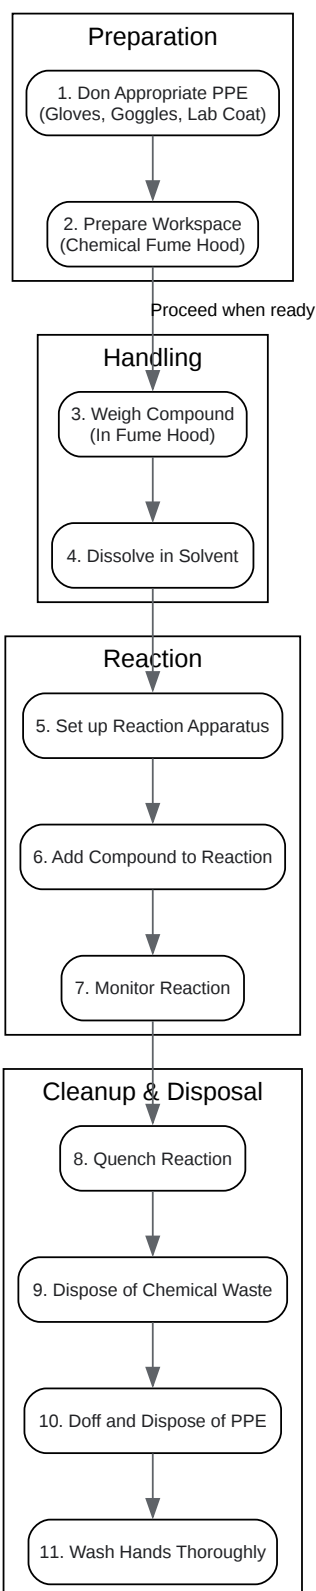 Preparation
1. Don Appropriate PPE
(Gloves, Goggles, Lab Coat)
2. Prepare Workspace
(Chemical Fume Hood)
Proceed when ready
Handling
3. Weigh Compound
(In Fume Hood)
4. Dissolve in Solvent
Reaction
5. Set up Reaction Apparatus
6. Add Compound to Reaction
7. Monitor Reaction
Cleanup & Disposal
8. Quench Reaction
9. Dispose of Chemical Waste
10. Doff and Dispose of PPE
11. Wash Hands Thoroughly